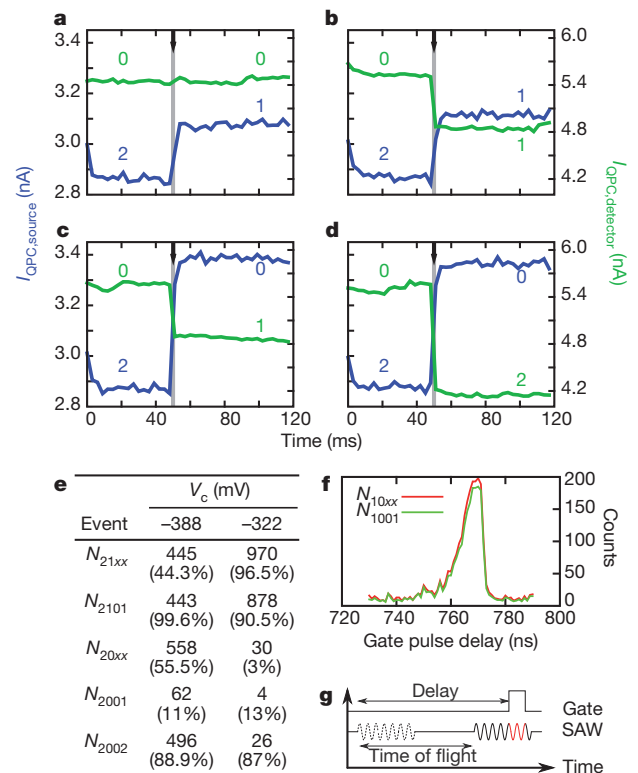 a
b
3.4
3.2
3.0
2.8
0 0
1
2
0
1
1
2
6.0
5.4
4.8
4.2
I_QPC,source (nA)
I_QPC,detector (nA)
c
d
3.4
3.2
3.0
2.8
0
0
1
2
0
0
2
2
6.0
5.4
4.8
4.2
0 40 80 120
0 40 80 120
Time (ms)
e
V_c (mV)
Event −388 −322
N_21xx 445 (44.3%) 970 (96.5%)
N_2101 443 (99.6%) 878 (90.5%)
N_20xx 558 (55.5%) 30 (3%)
N_2001 62 (11%) 4 (13%)
N_2002 496 (88.9%) 26 (87%)
f
N_10xx
N_1001
200
150
100
50
0
Counts
720 740 760 780 800
Gate pulse delay (ns)
g
Delay
Gate
SAW
Time of flight
Time